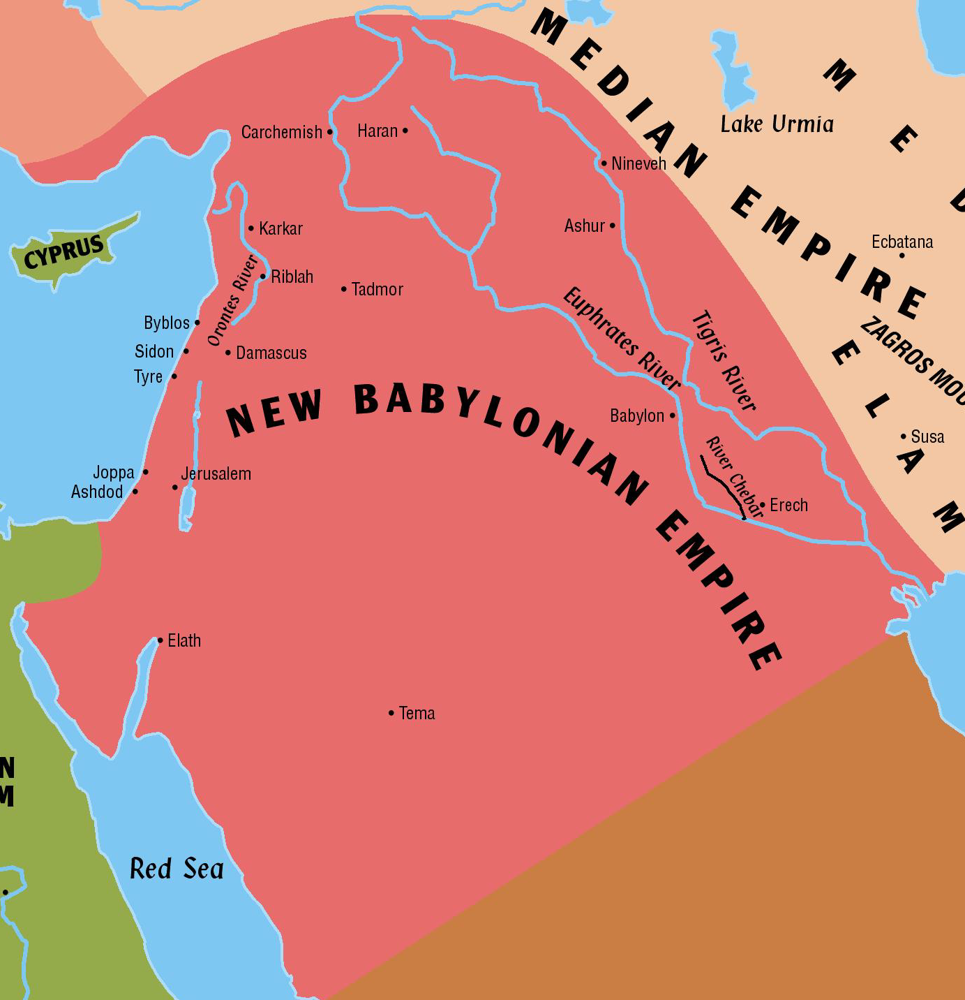 MEDIAN EMPIRE
MED
Lake Urmia
Carchemish
Haran
Nineveh
Karkar
Ashur
CYPRUS
Ecbatana
Orontes River
Riblah
Tadmor
Euphrates River
Tigris River
ZAGROS MOU
Byblos
Sidon
Damascus
Tyre
ELAM
NEW BABYLONIAN EMPIRE
Babylon
Susa
River Chebar
Joppa
Jerusalem
Ashdod
Erech
Elath
Tema
N
M
Red Sea